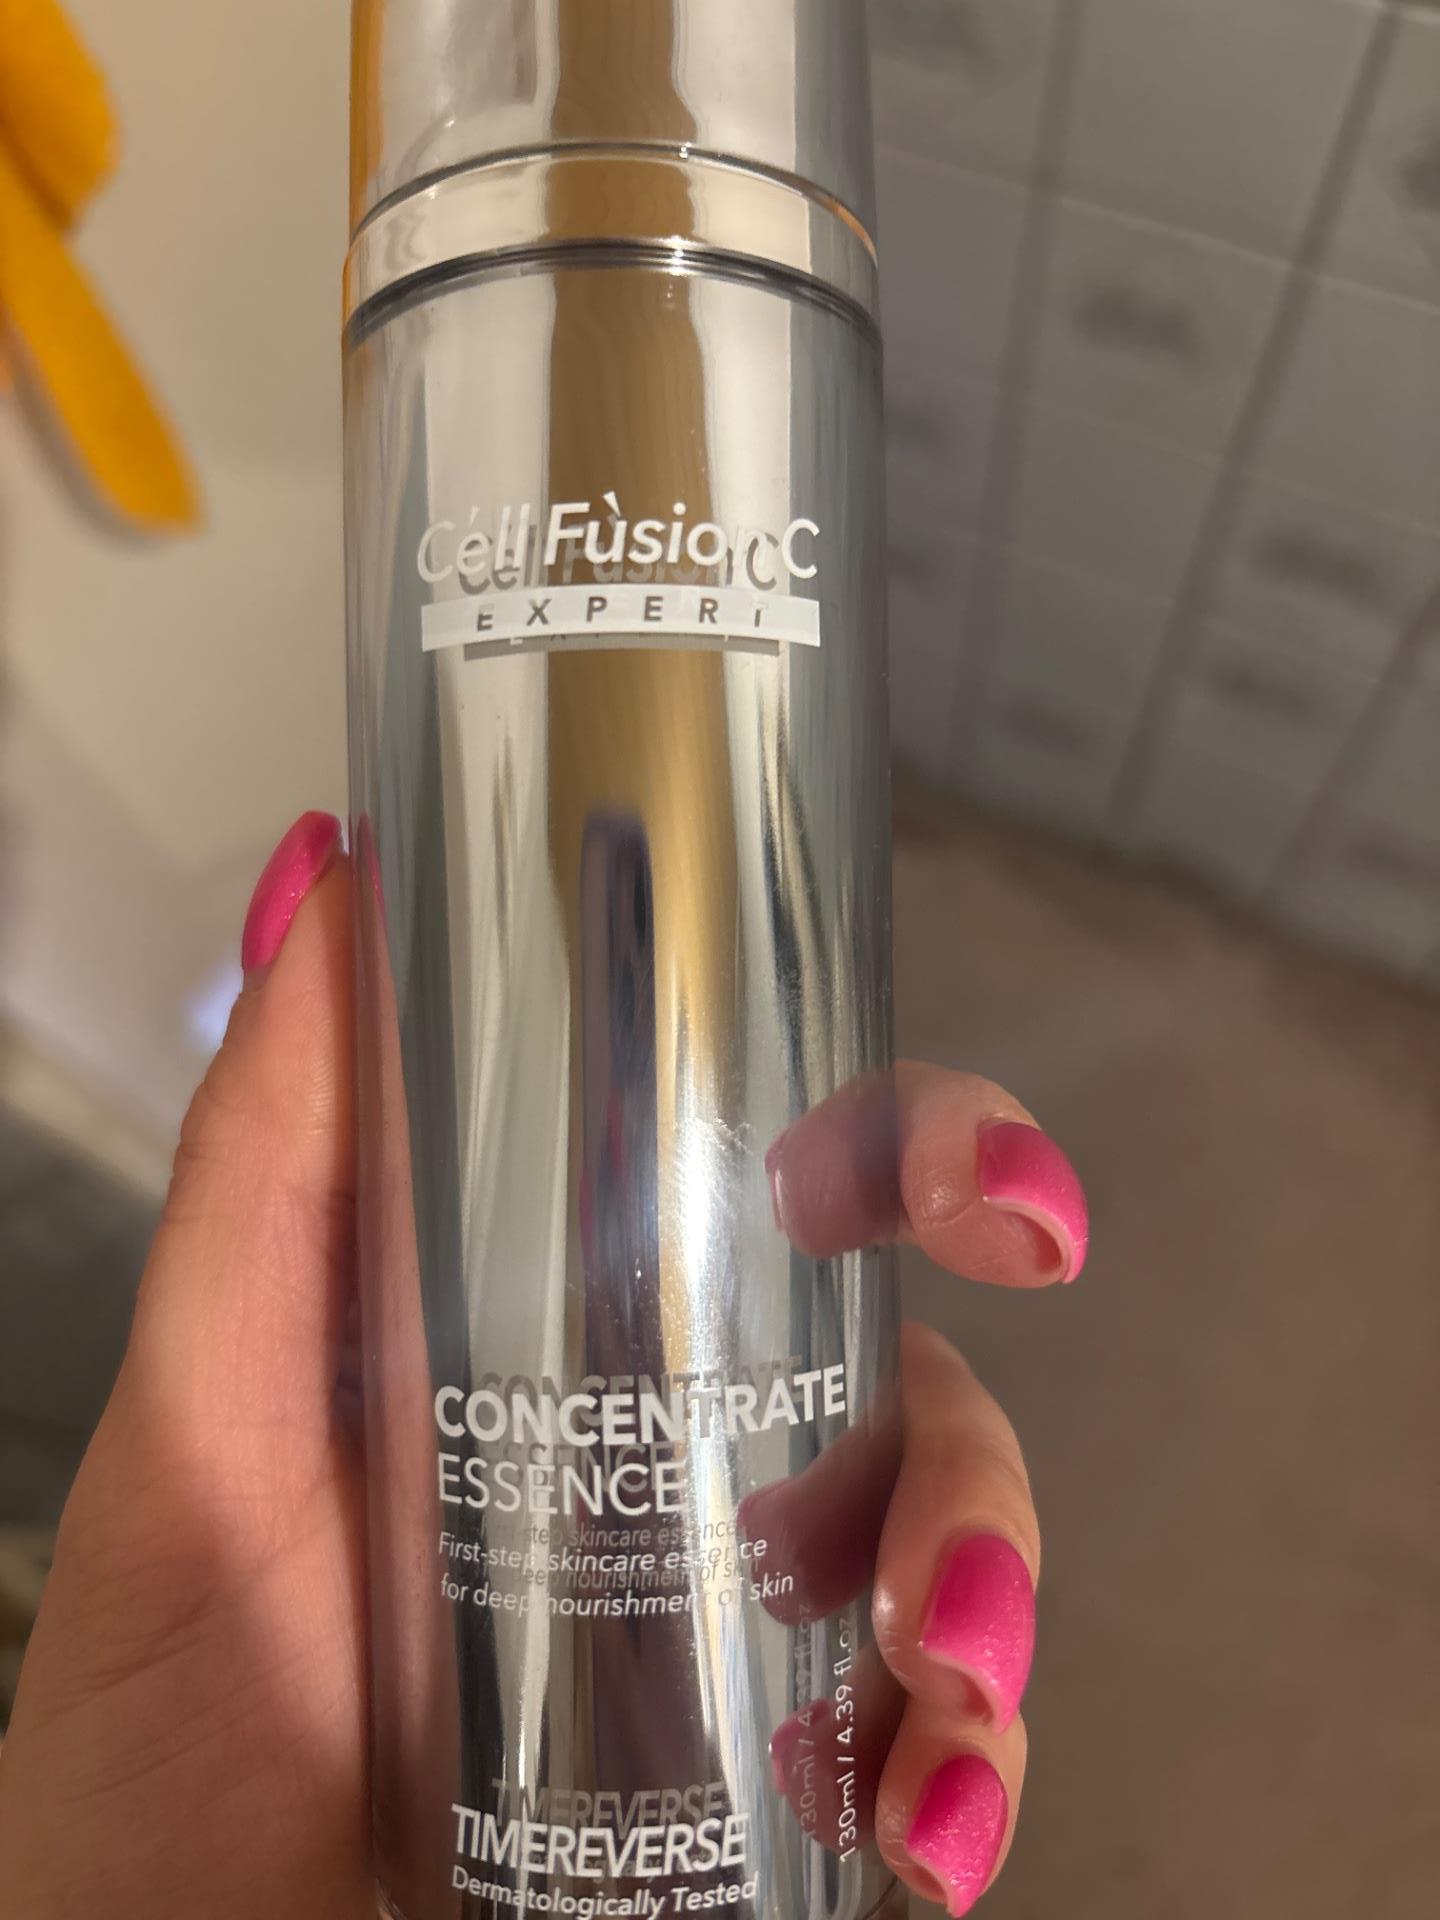 Céll Fùsion C
EXPERT
CONCENTRATE
ESSENCE
First-step skincare essence
for deep nourishment of skin
130ml / 4.39 fl.oz
TIMEREVERSE
Dermatologically Tested